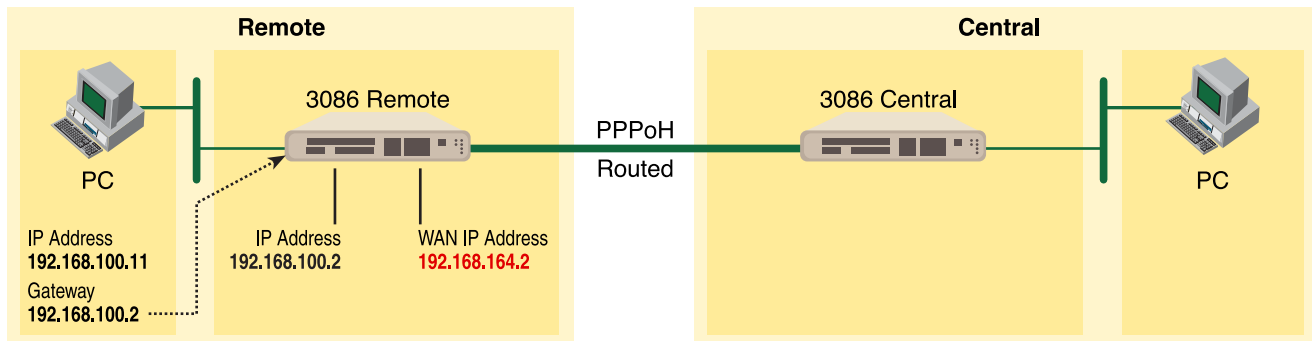 Remote
Central
3086 Remote
3086 Central
PPPoH
Routed
PC
PC
IP Address
192.168.100.11
Gateway
192.168.100.2
IP Address
192.168.100.2
WAN IP Address
192.168.164.2